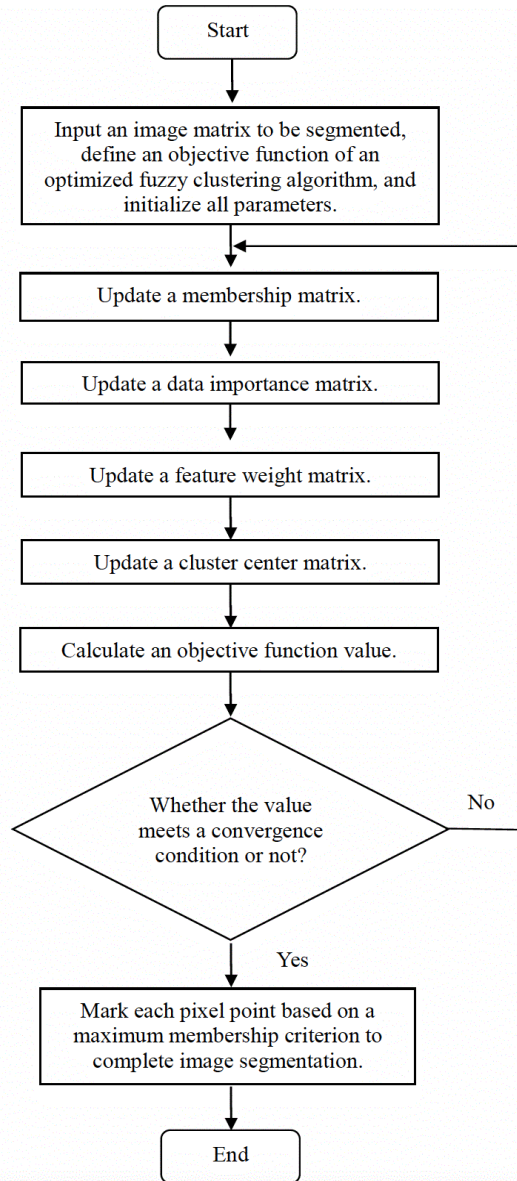 Start
Input an image matrix to be segmented,
define an objective function of an
optimized fuzzy clustering algorithm, and
initialize all parameters.
Update a membership matrix.
Update a data importance matrix.
Update a feature weight matrix.
Update a cluster center matrix.
Calculate an objective function value.
Whether the value
meets a convergence
condition or not?
No
Yes
Mark each pixel point based on a
maximum membership criterion to
complete image segmentation.
End